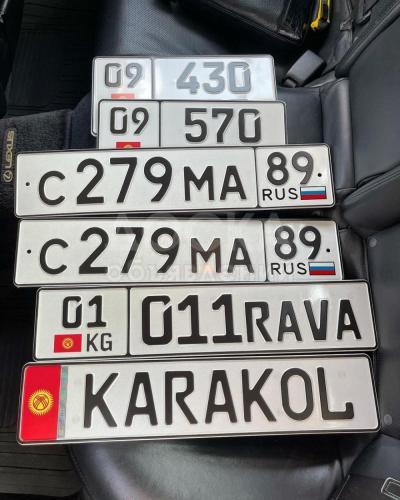 09 430
09 570
LEXUS
С279МА 89
RUS
С279МА 89
RUS
01 011RAVA
KG
KARAKOL